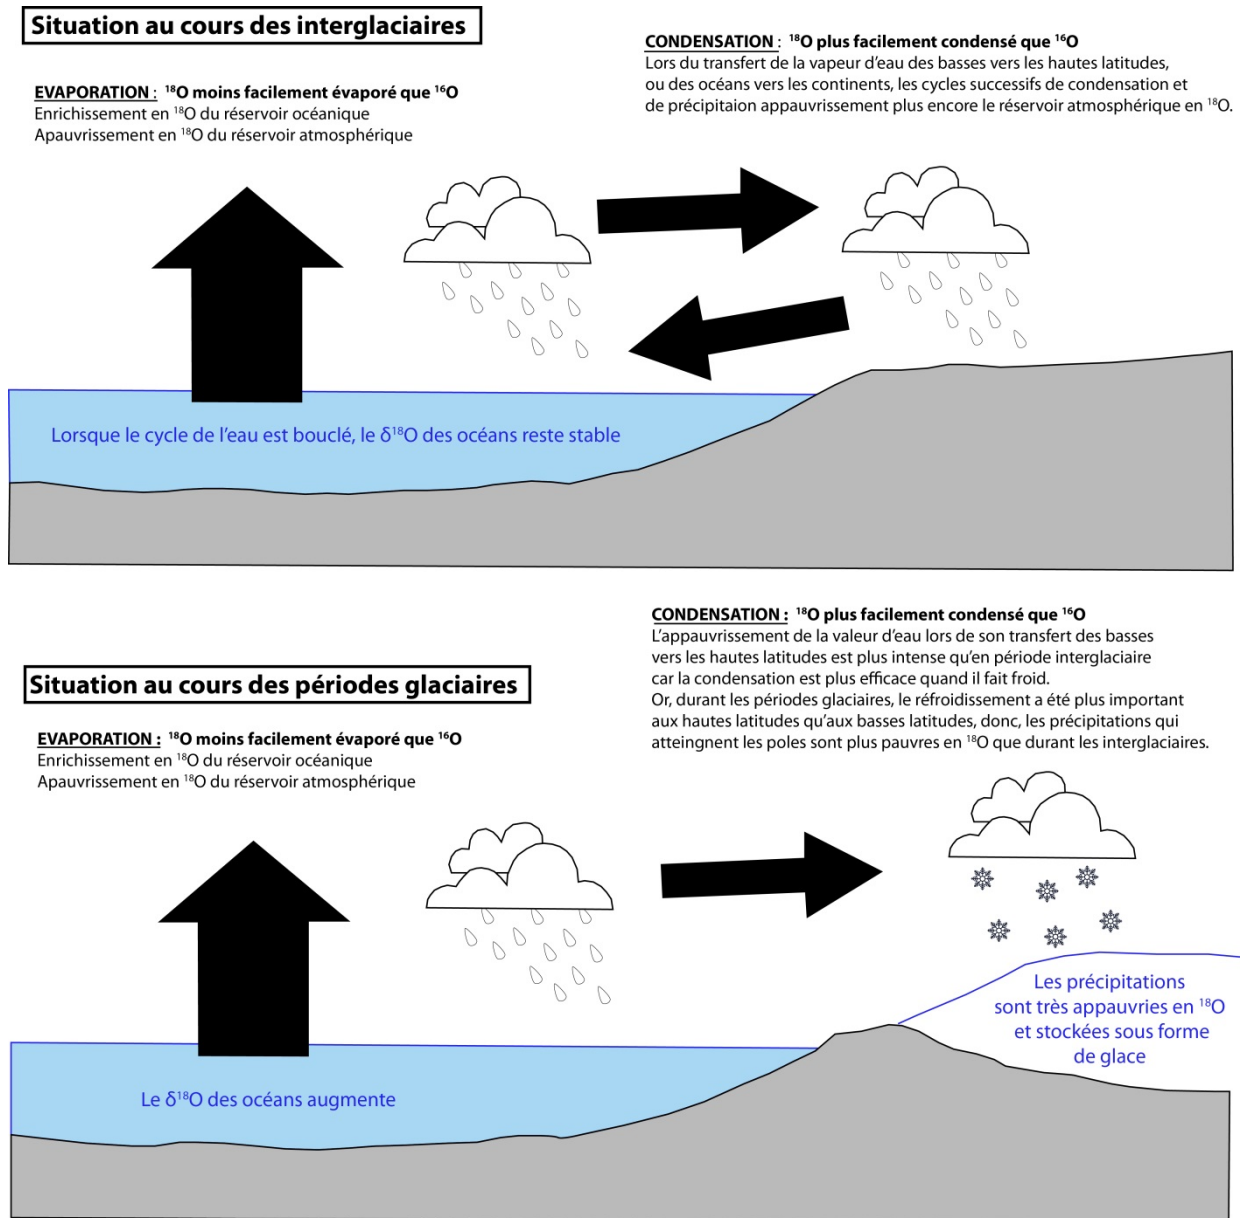 Situation au cours des interglaciaires
EVAPORATION : ¹⁸O moins facilement évaporé que ¹⁶O
Enrichissement en ¹⁸O du réservoir océanique
Apauvrissement en ¹⁸O du réservoir atmosphérique
CONDENSATION : ¹⁸O plus facilement condensé que ¹⁶O
Lors du transfert de la vapeur d'eau des basses vers les hautes latitudes,
ou des océans vers les continents, les cycles successifs de condensation et
de précipitaion appauvrissement plus encore le réservoir atmosphérique en ¹⁸O.
Lorsque le cycle de l'eau est bouclé, le δ¹⁸O des océans reste stable
Situation au cours des périodes glaciaires
EVAPORATION : ¹⁸O moins facilement évaporé que ¹⁶O
Enrichissement en ¹⁸O du réservoir océanique
Apauvrissement en ¹⁸O du réservoir atmosphérique
CONDENSATION : ¹⁸O plus facilement condensé que ¹⁶O
L'appauvrissement de la valeur d'eau lors de son transfert des basses
vers les hautes latitudes est plus intense qu'en période interglaciaire
car la condensation est plus efficace quand il fait froid.
Or, durant les périodes glaciaires, le réfroidissement a été plus important
aux hautes latitudes qu'aux basses latitudes, donc, les précipitations qui
atteingnent les poles sont plus pauvres en ¹⁸O que durant les interglaciaires.
Les précipitations
sont très appauvries en ¹⁸O
et stockées sous forme
de glace
Le δ¹⁸O des océans augmente